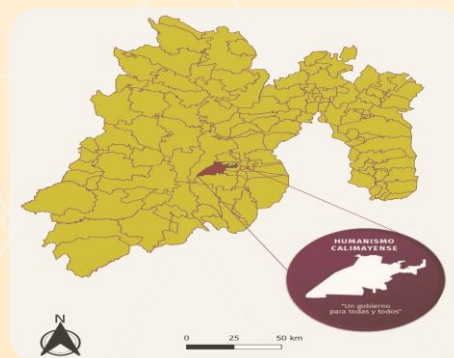 HUMANISMO
CALIMAYENSE
"Un gobierno
para todas y todos"
N
0 25 50 km